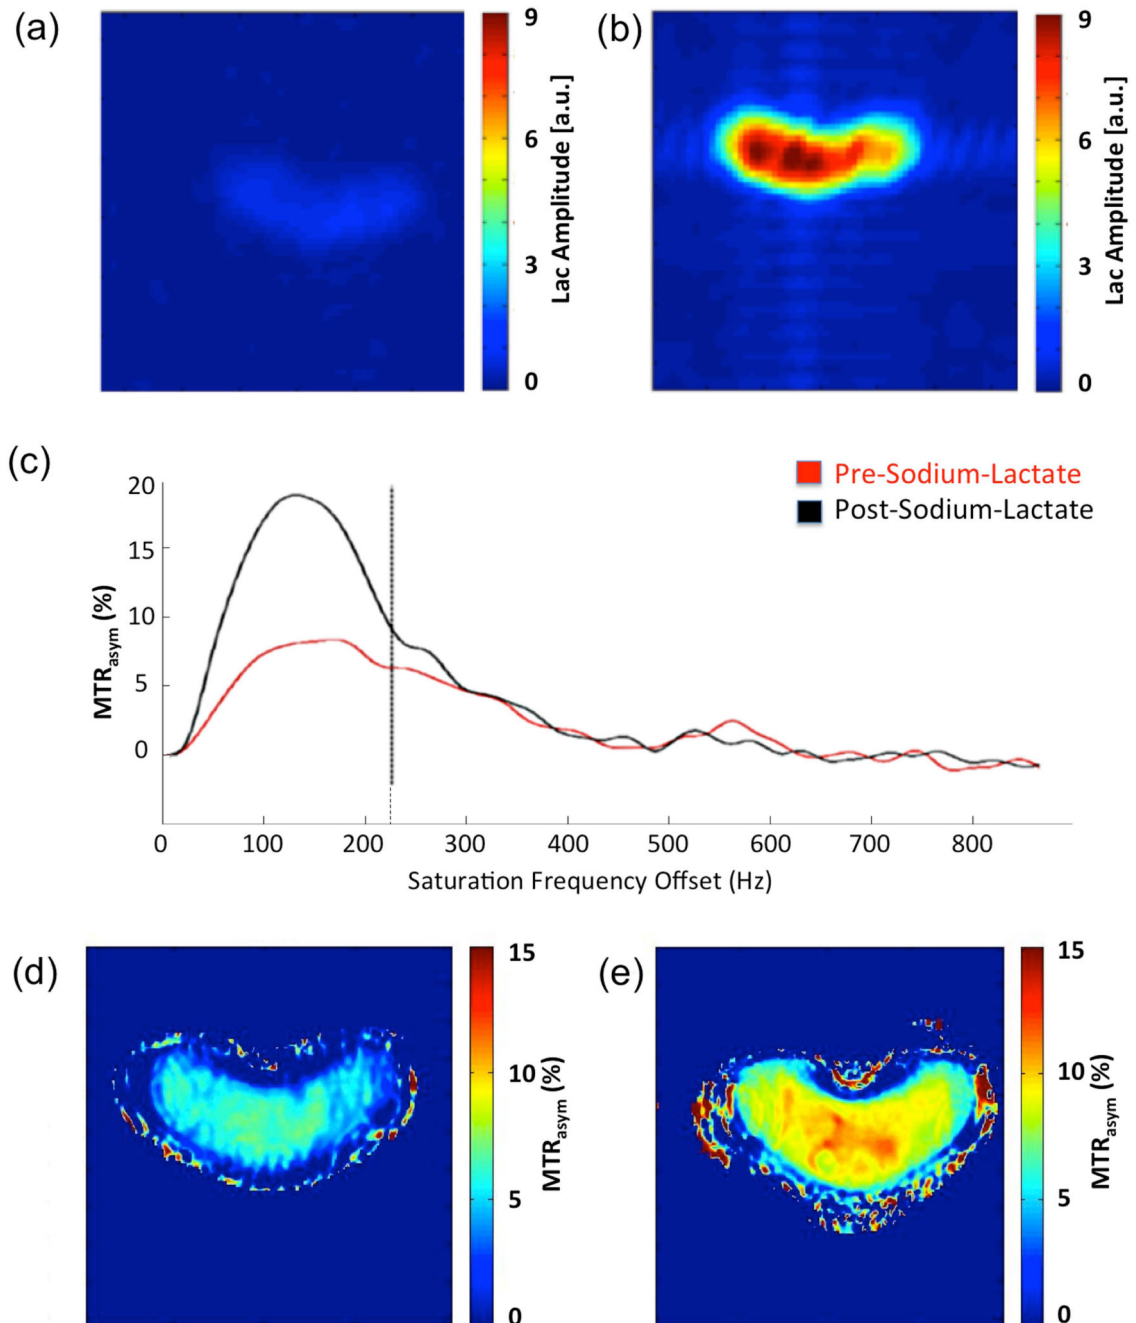 (a)
9
6
3
0
Lac Amplitude [a.u.]
(b)
9
6
3
0
Lac Amplitude [a.u.]
(c)
20
15
10
5
0
MTRasym (%)
Pre-Sodium-Lactate
Post-Sodium-Lactate
0 100 200 300 400 500 600 700 800
Saturation Frequency Offset (Hz)
(d)
15
10
5
0
MTRasym (%)
(e)
15
10
5
0
MTRasym (%)